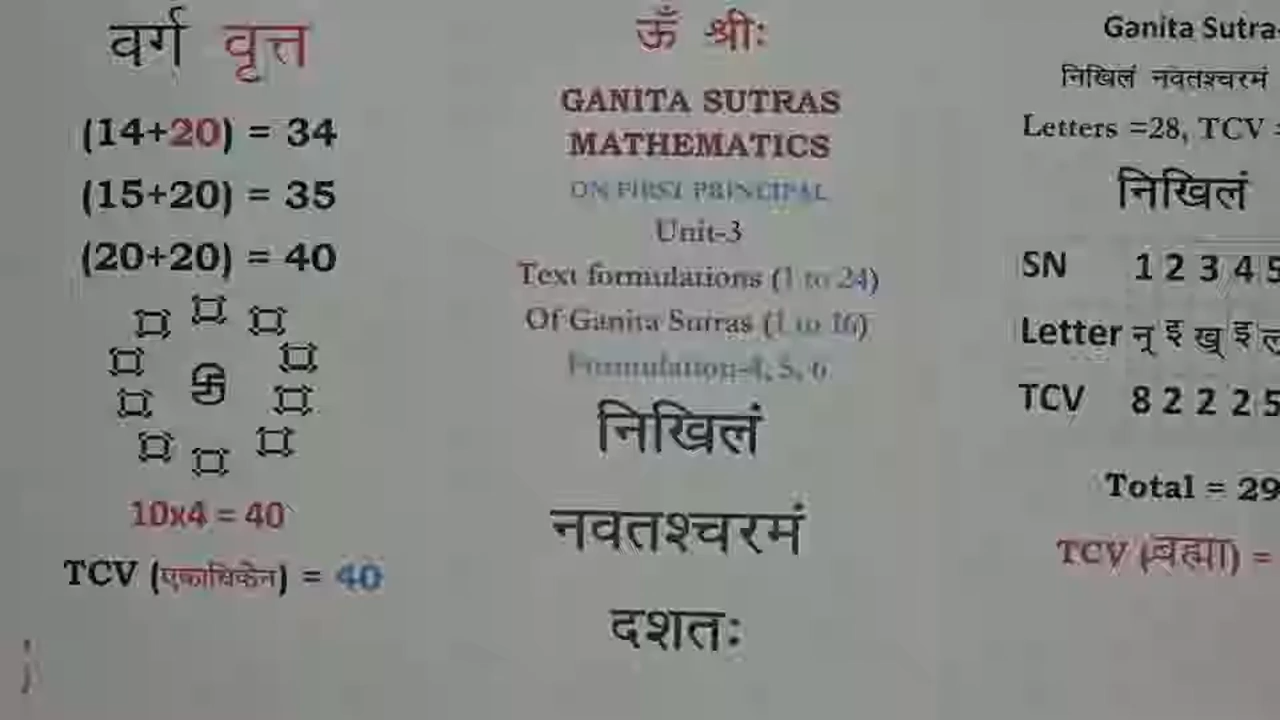 वर्ग वृत्त
(14+20) = 34
(15+20) = 35
(20+20) = 40
10x4 = 40
TCV (एकाधिकेन) = 40
ऊँ श्रीः
GANITA SUTRAS
MATHEMATICS
ON FIRST PRINCIPAL
Unit-3
Text formulations (1 to 24)
Of Ganita Sutras (1 to 16)
Formulation-4, 5, 6
निखिलं
नवतश्चरमं
दशतः
Ganita Sutra-
निखिलं नवतश्चरमं
Letters =28, TCV =
निखिलं
SN 1 2 3 4 5
Letter न् इ ख् इ ल
TCV 8 2 2 2 5
Total = 29
TCV (ब्रह्मा) =